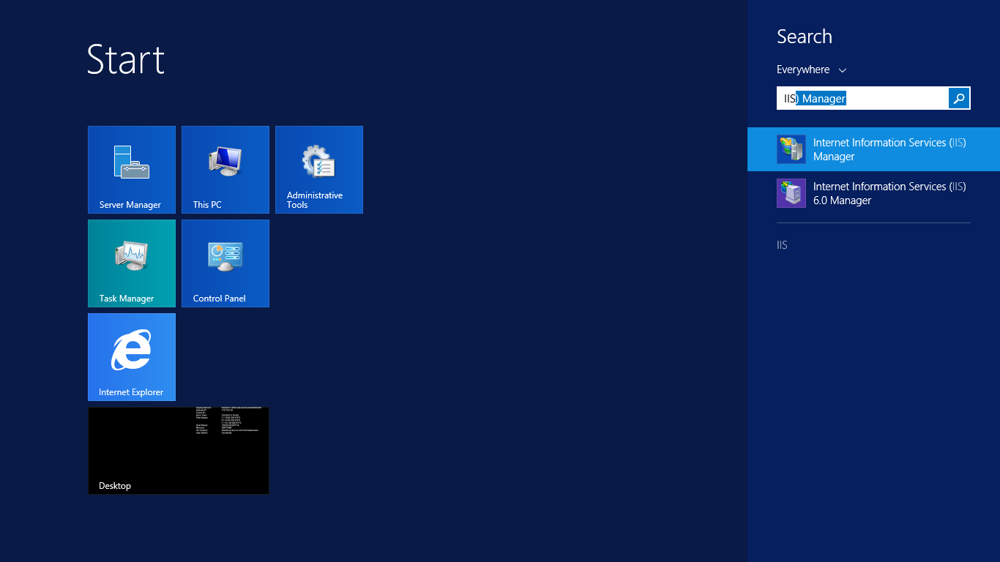 Start
Server Manager
This PC
Administrative
Tools
Task Manager
Control Panel
Internet Explorer
Desktop
Search
Everywhere
IIS) Manager
Internet Information Services (IIS)
Manager
Internet Information Services (IIS)
6.0 Manager
IIS